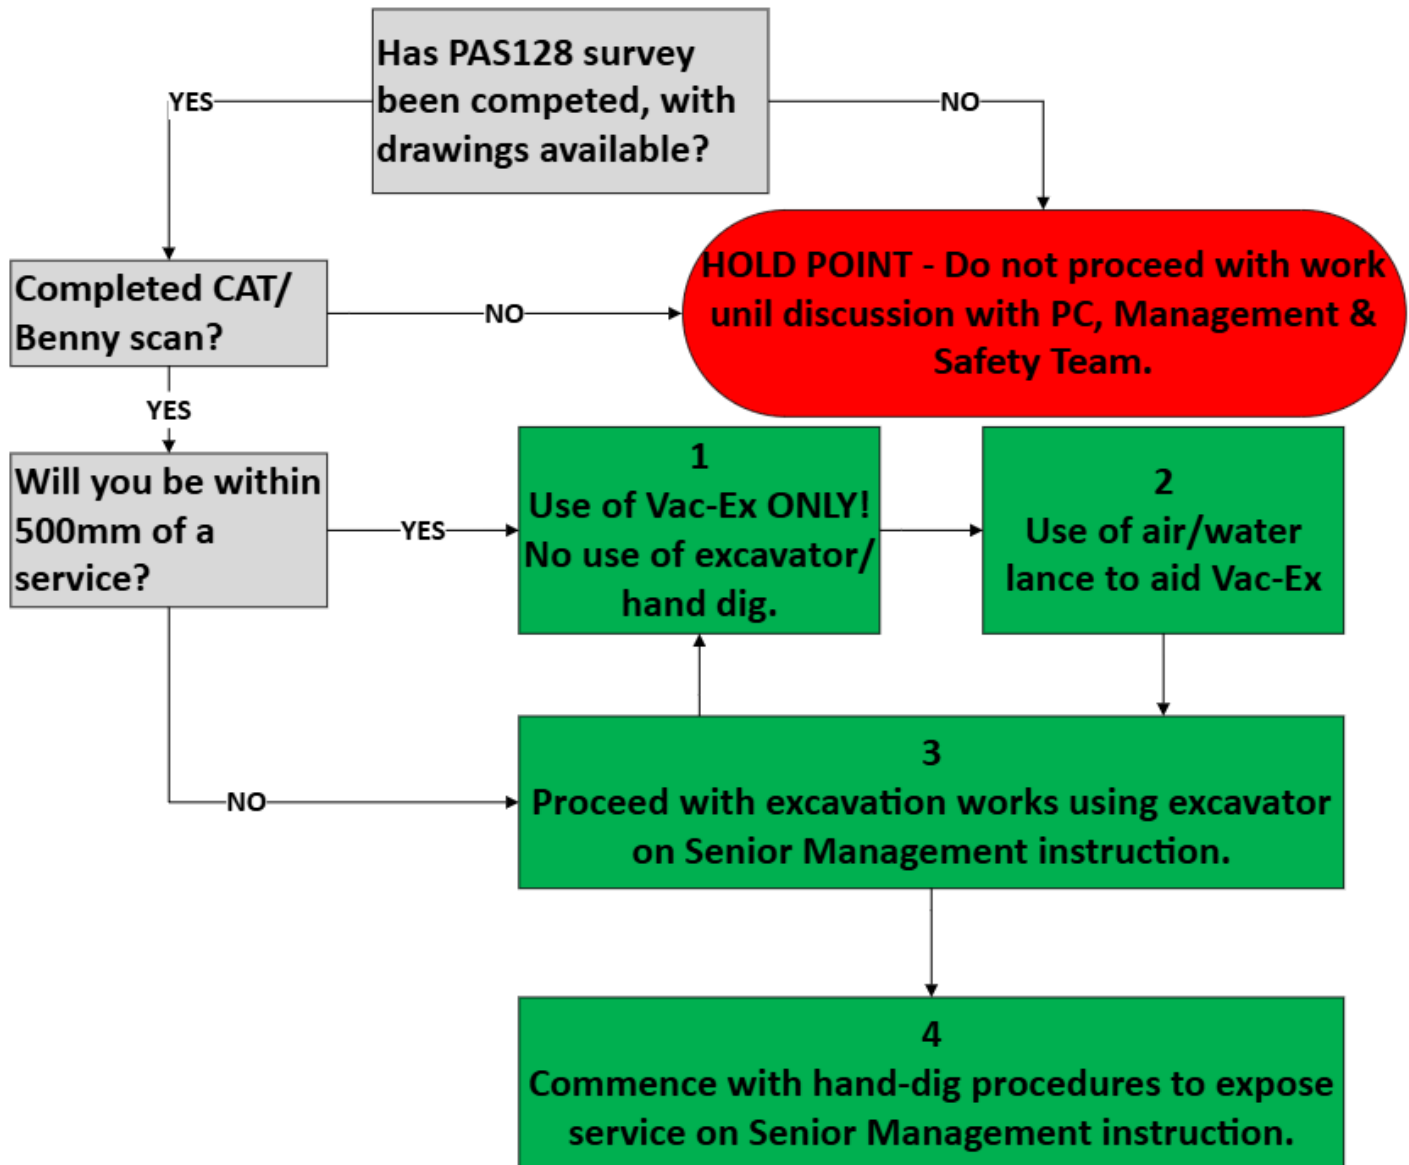 Has PAS128 survey
been competed, with
drawings available?
YES
NO
HOLD POINT - Do not proceed with work
unil discussion with PC, Management &
Safety Team.
Completed CAT/
Benny scan?
NO
YES
Will you be within
500mm of a
service?
YES
1
Use of Vac-Ex ONLY!
No use of excavator/
hand dig.
2
Use of air/water
lance to aid Vac-Ex
NO
3
Proceed with excavation works using excavator
on Senior Management instruction.
4
Commence with hand-dig procedures to expose
service on Senior Management instruction.